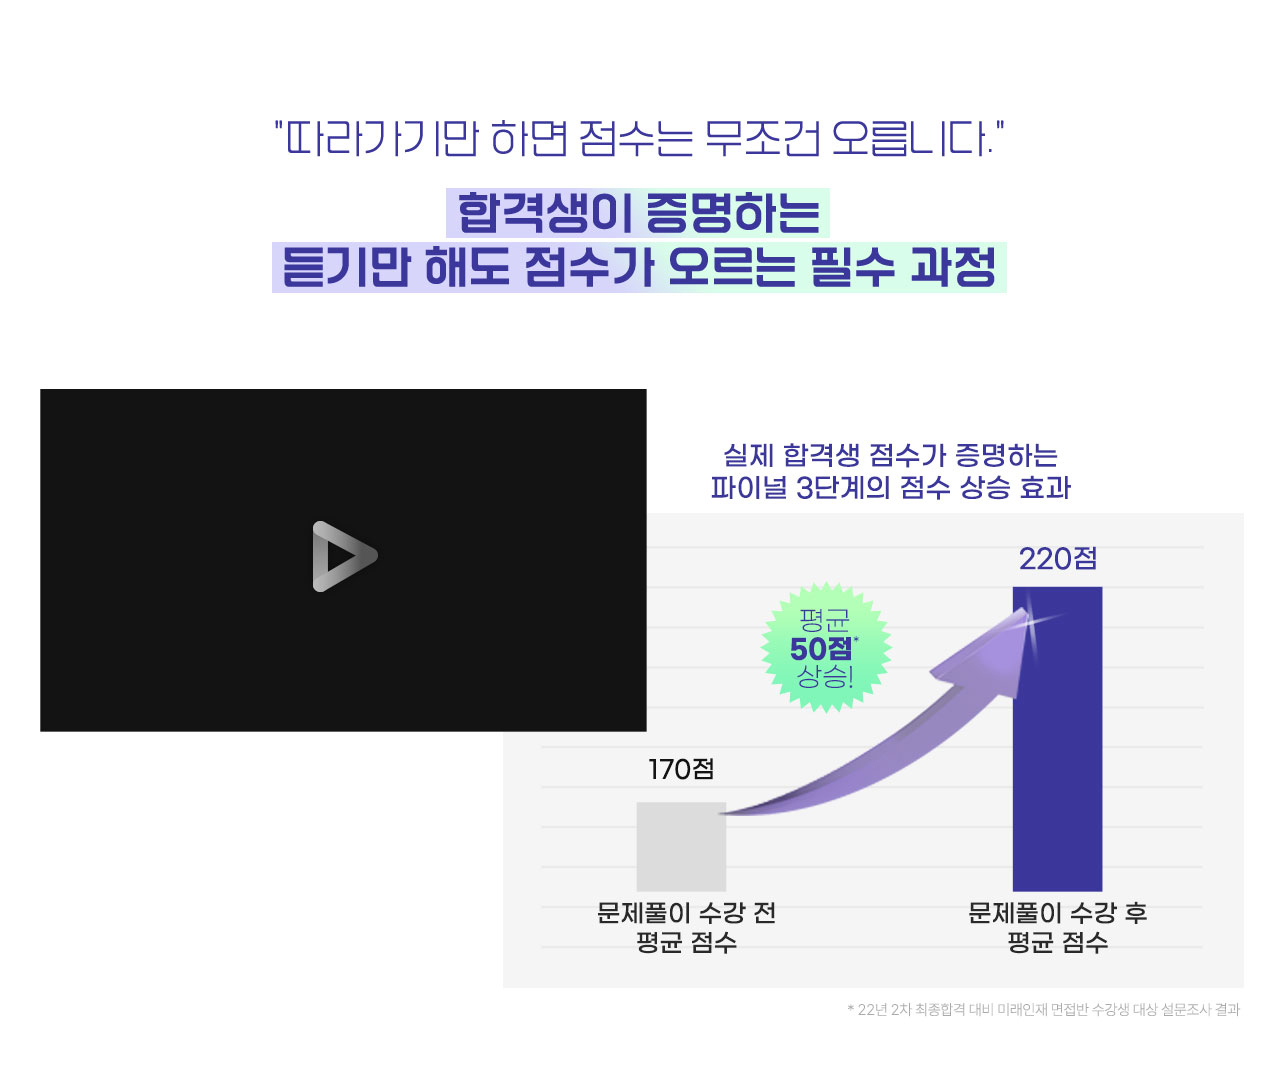 "따라가기만 하면 점수는 무조건 오릅니다."
합격생이 증명하는
듣기만 해도 점수가 오르는 필수 과정
실제 합격생 점수가 증명하는
파이널 3단계의 점수 상승 효과
220점
평균
50점*
상승!
170점
문제풀이 수강 전
평균 점수
문제풀이 수강 후
평균 점수
* 22년 2차 최종합격 대비 미래인재 면접반 수강생 대상 설문조사 결과